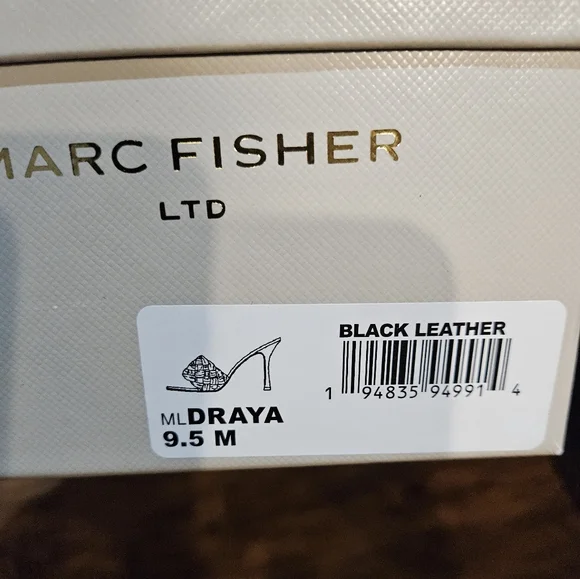 MARC FISHER
LTD
BLACK LEATHER
1 94835 94991 4
MLDRAYA
9.5 M